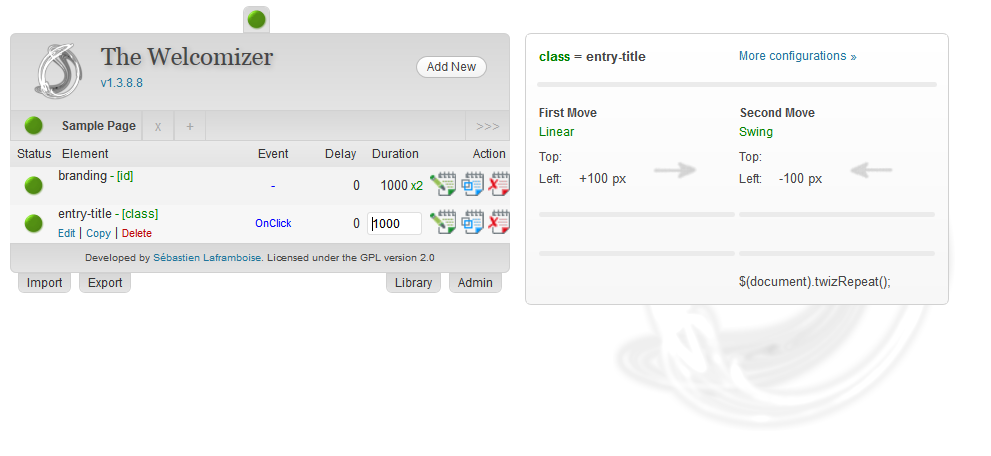 The Welcomizer
v1.3.8.8
Add New
Sample Page x + >>>
Status Element Event Delay Duration Action
branding - [id] - 0 1000 x2
entry-title - [class] OnClick 0 1000
Edit | Copy | Delete
Developed by Sébastien Laframboise. Licensed under the GPL version 2.0
Import Export Library Admin
class = entry-title More configurations »
First Move Second Move
Linear Swing
Top: Top:
Left: +100 px Left: -100 px
$(document).twizRepeat();